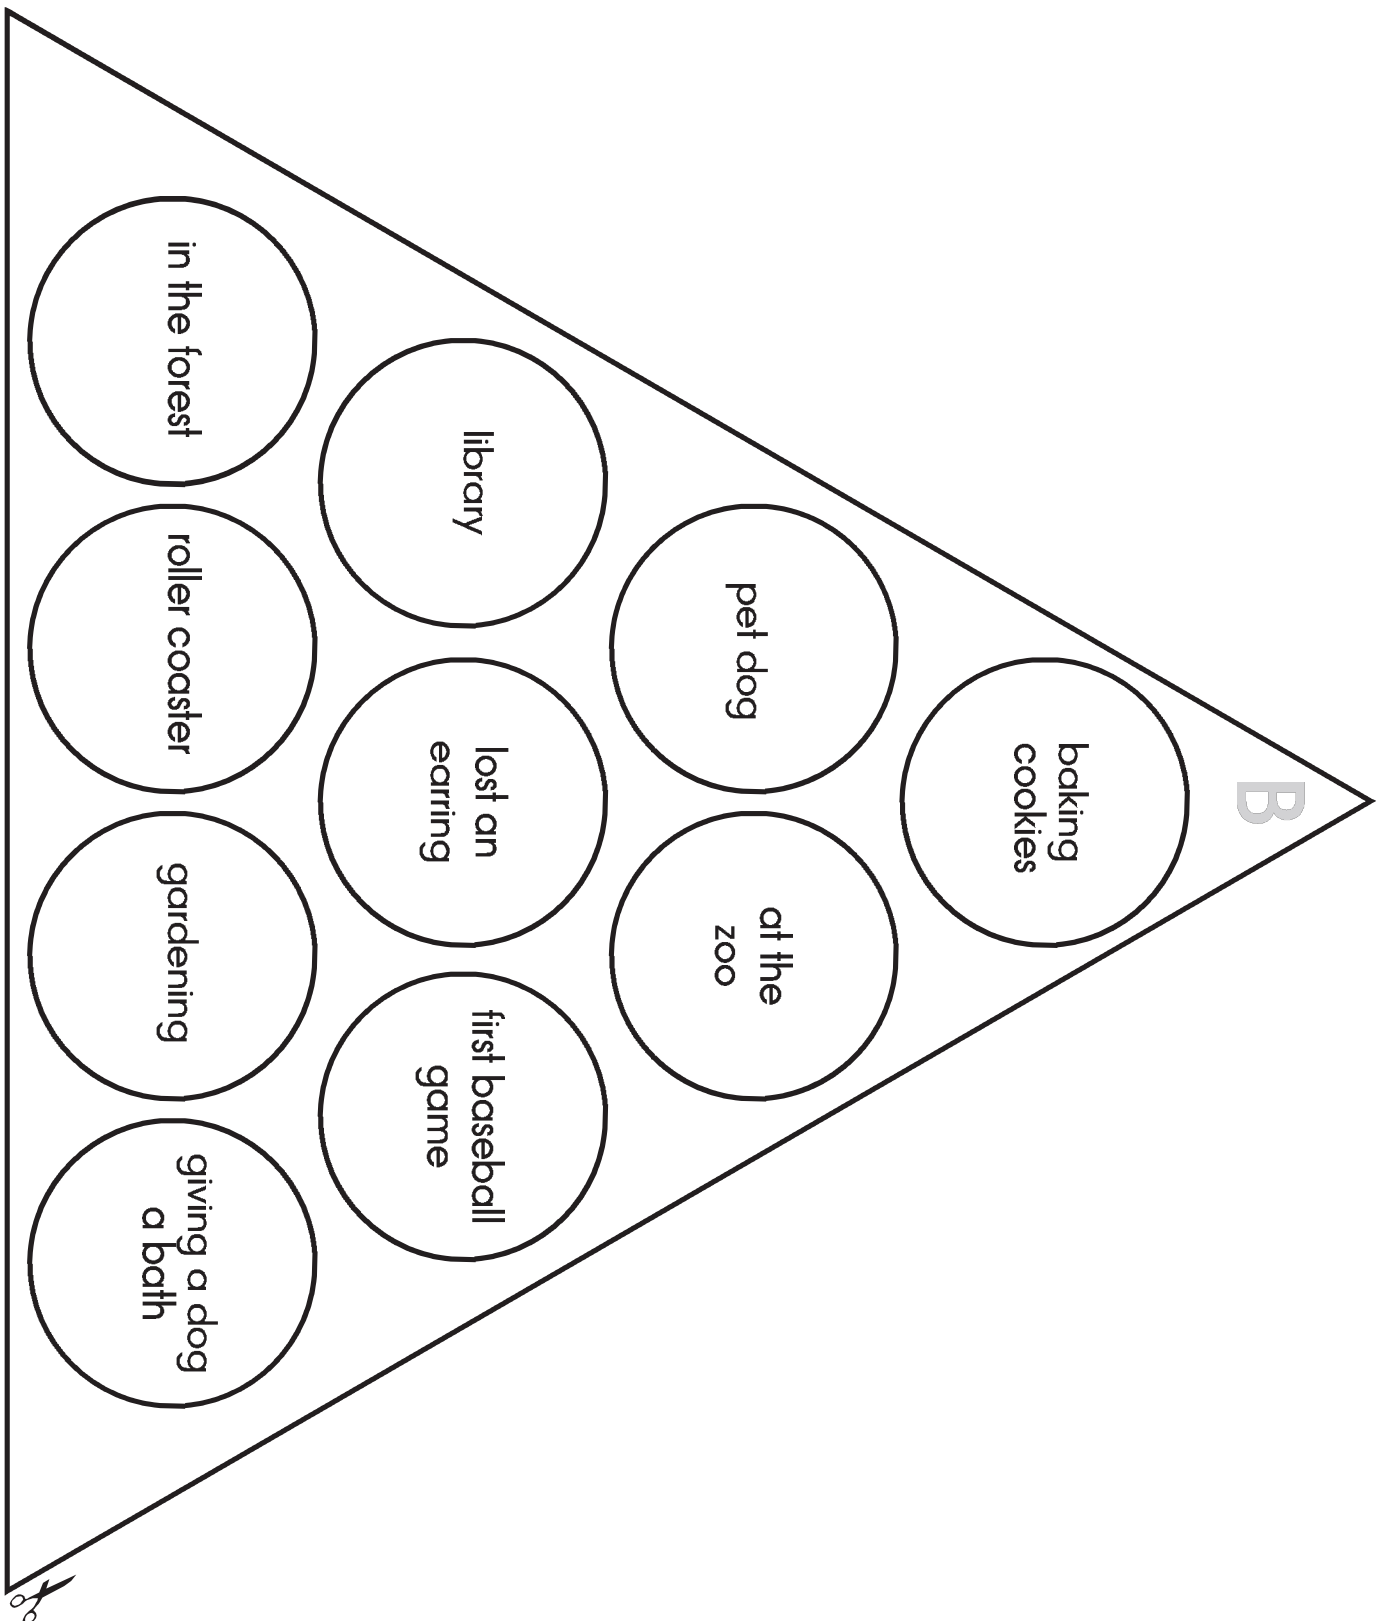 B
baking
cookies
pet dog
at the
zoo
library
lost an
earring
first baseball
game
in the forest
roller coaster
gardening
giving a dog
a bath